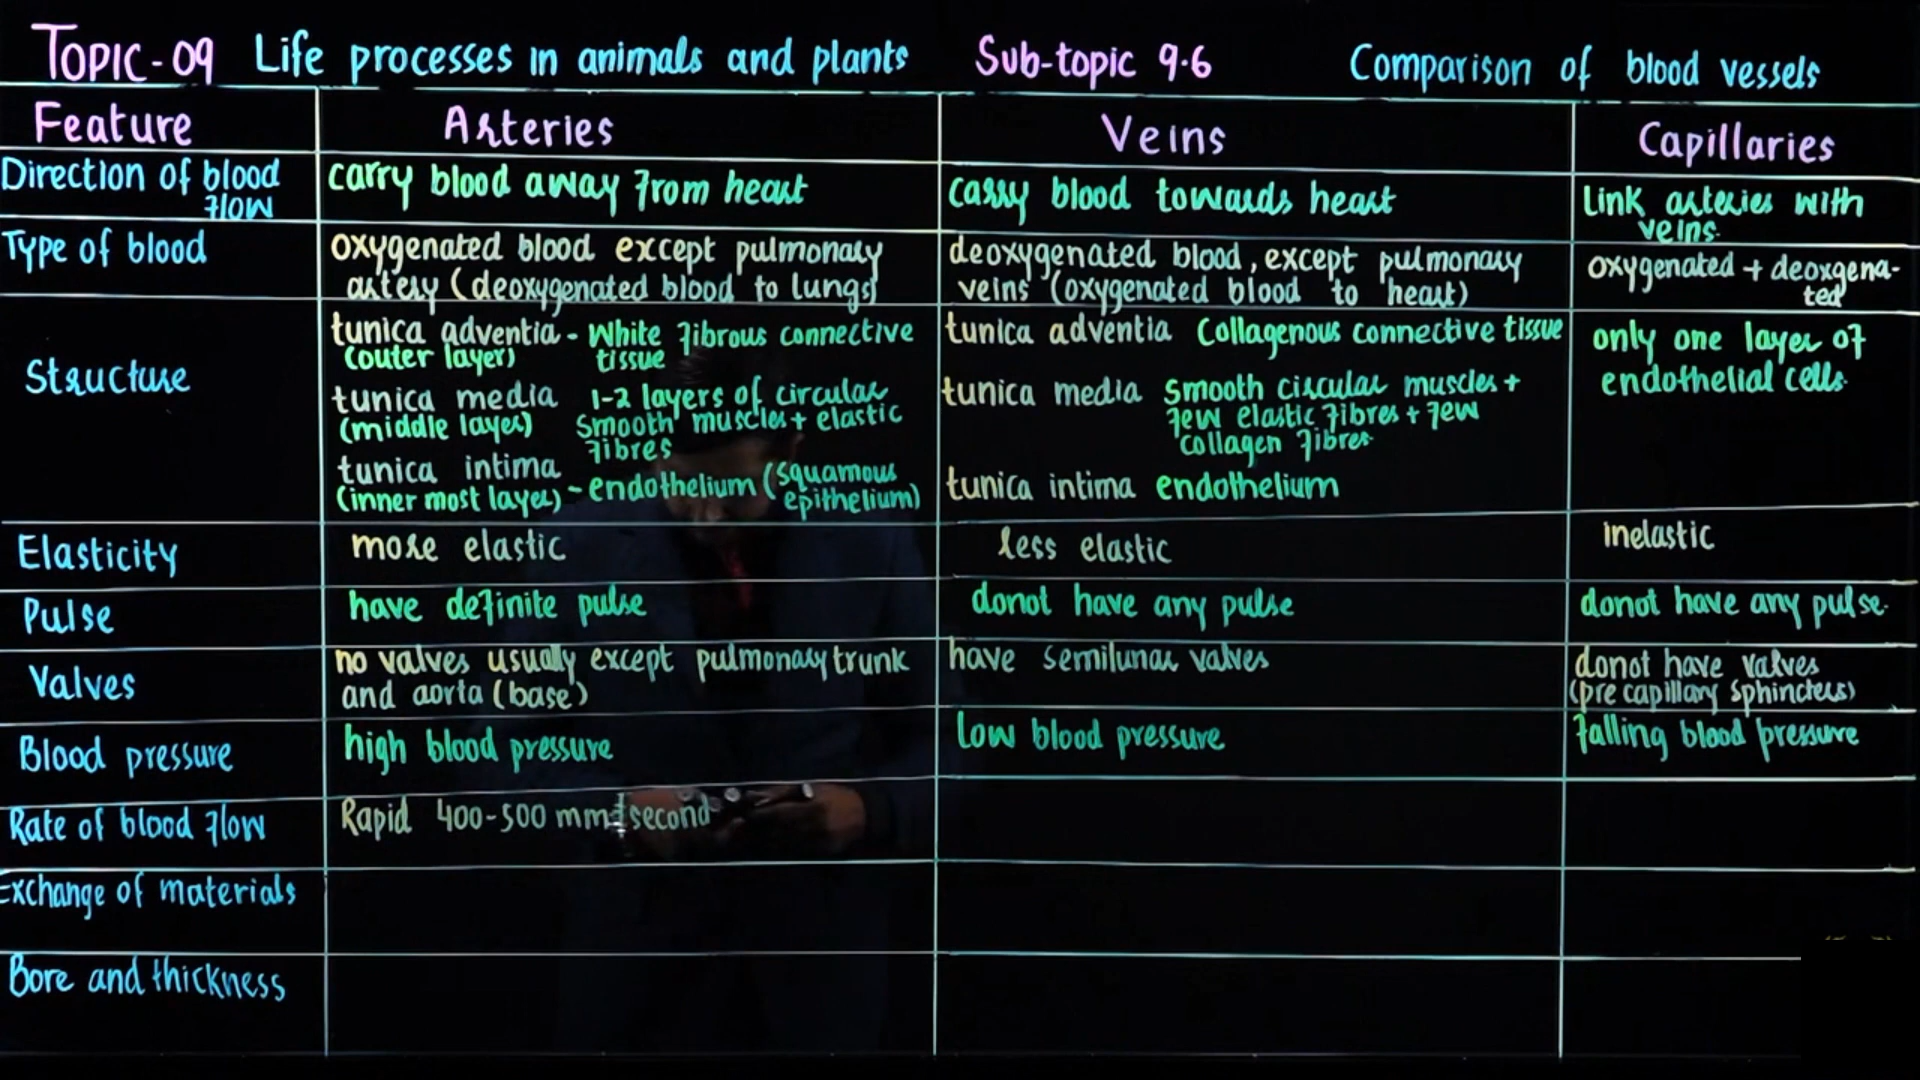 TOPIC-09 Life processes in animals and plants Sub-topic 9.6 Comparison of blood vessels
Feature Arteries Veins Capillaries
Direction of blood
flow
carry blood away from heart
carry blood towards heart
Link arteries with
veins.
Type of blood
oxygenated blood except pulmonary
artery (deoxygenated blood to lungs)
deoxygenated blood, except pulmonary
veins (oxygenated blood to heart)
oxygenated + deoxgena-
ted
Structure
tunica adventia - White fibrous connective
(outer layer) tissue
tunica media 1-2 layers of circular
(middle layer) smooth muscles + elastic
fibres
tunica intima
(inner most layer) - endothelium (squamous
epithelium)
tunica adventia Collagenous connective tissue
tunica media smooth circular muscles +
few elastic fibres + few
collagen fibres.
tunica intima endothelium
only one layer of
endothelial cells.
Elasticity
more elastic
less elastic
inelastic
Pulse
have definite pulse
donot have any pulse
donot have any pulse.
Valves
no valves usually except pulmonary trunk
and aorta (base)
have semilunar valves
donot have valves
(pre capillary sphincters)
Blood pressure
high blood pressure
Low blood pressure
falling blood pressure
Rate of blood flow
Rapid 400-500 mm/second
Exchange of materials
Bore and thickness